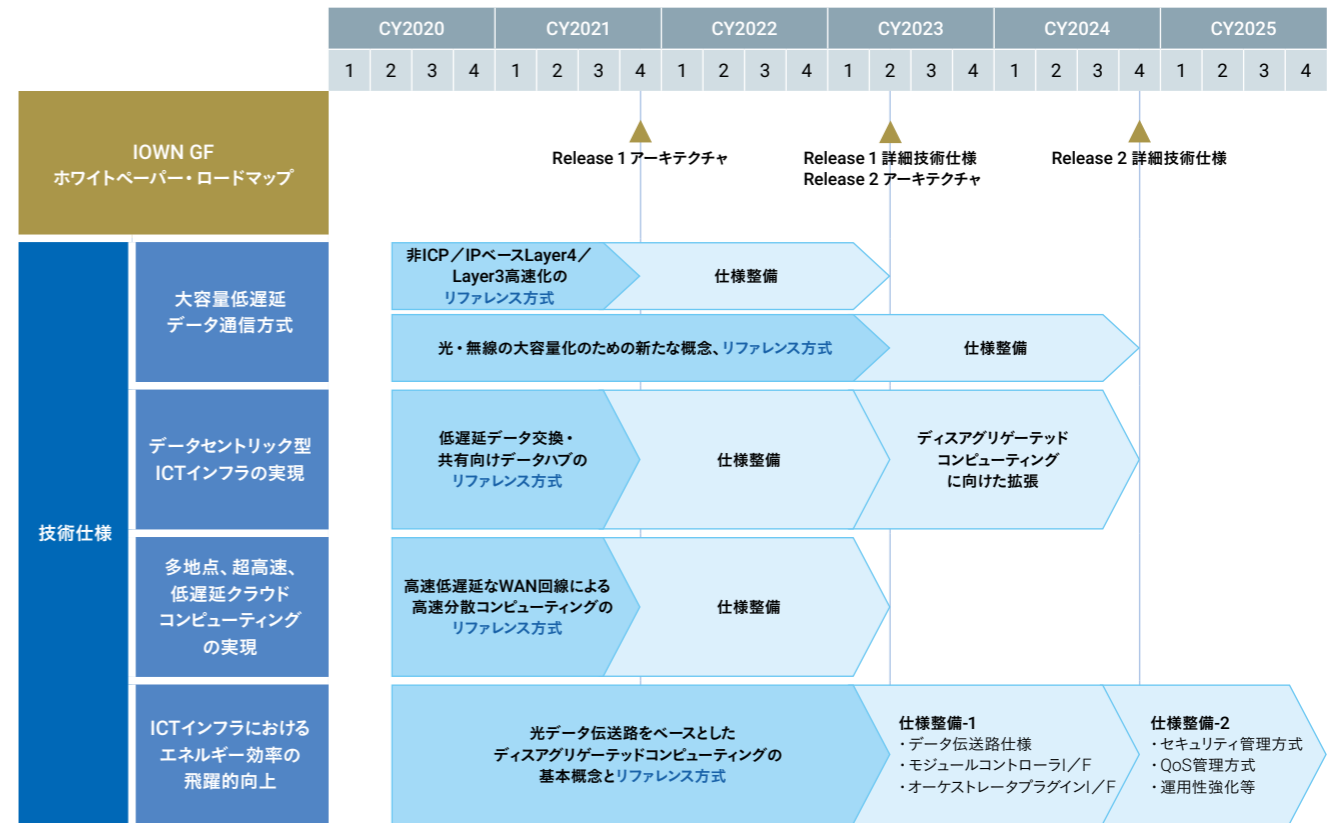 CY2020 CY2021 CY2022 CY2023 CY2024 CY2025
1 2 3 4 1 2 3 4 1 2 3 4 1 2 3 4 1 2 3 4 1 2 3 4
IOWN GF
ホワイトペーパー・ロードマップ
Release 1 アーキテクチャ
Release 1 詳細技術仕様
Release 2 アーキテクチャ
Release 2 詳細技術仕様
技術仕様
大容量低遅延
データ通信方式
非ICP／IPベースLayer4／
Layer3高速化の
リファレンス方式
仕様整備
光・無線の大容量化のための新たな概念、リファレンス方式
仕様整備
データセントリック型
ICTインフラの実現
低遅延データ交換・
共有向けデータハブの
リファレンス方式
仕様整備
ディスアグリゲーテッド
コンピューティング
に向けた拡張
多地点、超高速、
低遅延クラウド
コンピューティング
の実現
高速低遅延なWAN回線による
高速分散コンピューティングの
リファレンス方式
仕様整備
ICTインフラにおける
エネルギー効率の
飛躍的向上
光データ伝送路をベースとした
ディスアグリゲーテッドコンピューティングの
基本概念とリファレンス方式
仕様整備-1
・データ伝送路仕様
・モジュールコントローラI／F
・オーケストレータプラグインI／F
仕様整備-2
・セキュリティ管理方式
・QoS管理方式
・運用性強化等